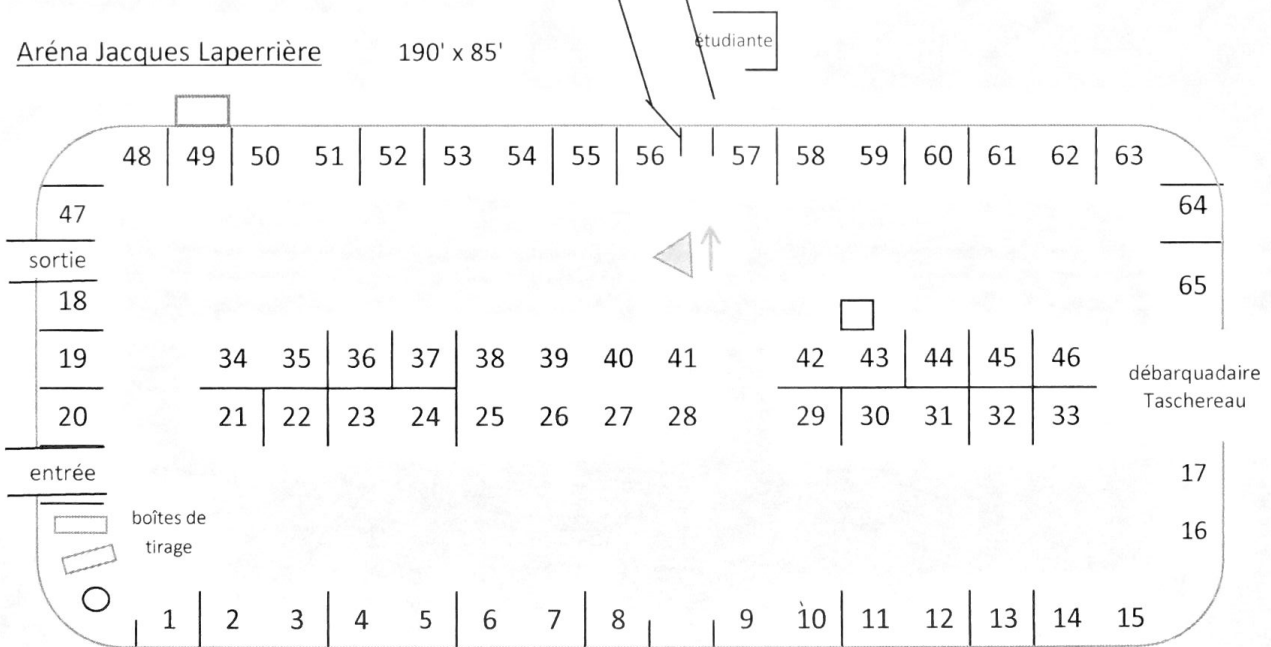 étudiante
Aréna Jacques Laperrière 190' x 85'
48 49 50 51 52 53 54 55 56 57 58 59 60 61 62 63
47 64
sortie
18 65
19 34 35 36 37 38 39 40 41 42 43 44 45 46
débarquadaire
Taschereau
20 21 22 23 24 25 26 27 28 29 30 31 32 33
entrée 17
boîtes de
tirage
16
1 2 3 4 5 6 7 8 9 10 11 12 13 14 15